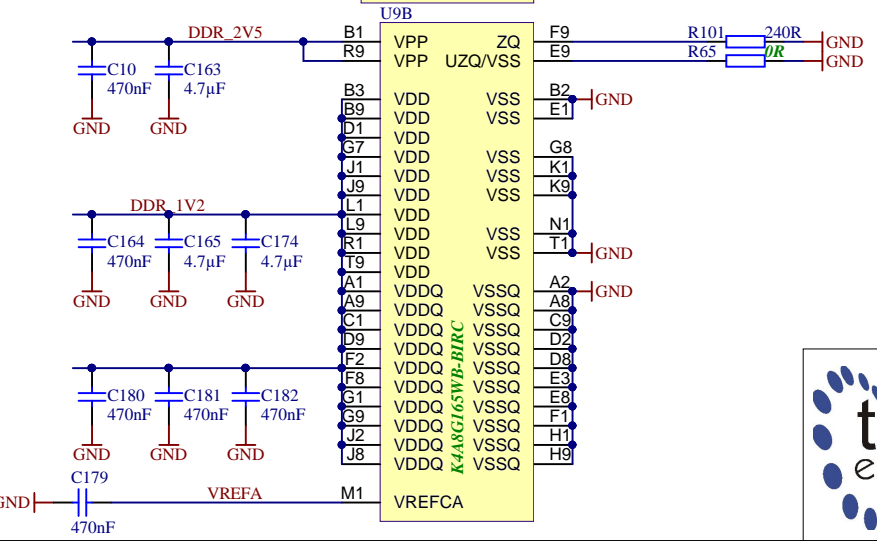 U9B
DDR_2V5 B1 VPP ZQ F9 R101 240R GND
R9 VPP UZQ/VSS E9 R65 0R GND
C10 C163
470nF 4.7µF
GND GND
B3 VDD VSS B2 GND
B9 VDD VSS E1
D1 VDD
G7 VDD VSS G8
J1 VDD VSS K1
J9 VDD VSS K9
DDR_1V2 L1 VDD
L9 VDD VSS N1
R1 VDD VSS T1 GND
T9 VDD
C164 C165 C174
470nF 4.7µF 4.7µF
GND GND GND
A1 VDDQ VSSQ A2 GND
A9 VDDQ VSSQ A8
C1 VDDQ VSSQ C9
D9 VDDQ VSSQ D2
F2 VDDQ VSSQ D8
F8 VDDQ VSSQ E3
G1 VDDQ VSSQ E8
G9 VDDQ VSSQ F1
J2 VDDQ VSSQ H1
J8 VDDQ VSSQ H9
K4A8G165WB-BIRC
C180 C181 C182
470nF 470nF 470nF
GND GND GND
C179
GND VREFA M1 VREFCA
470nF
t
e